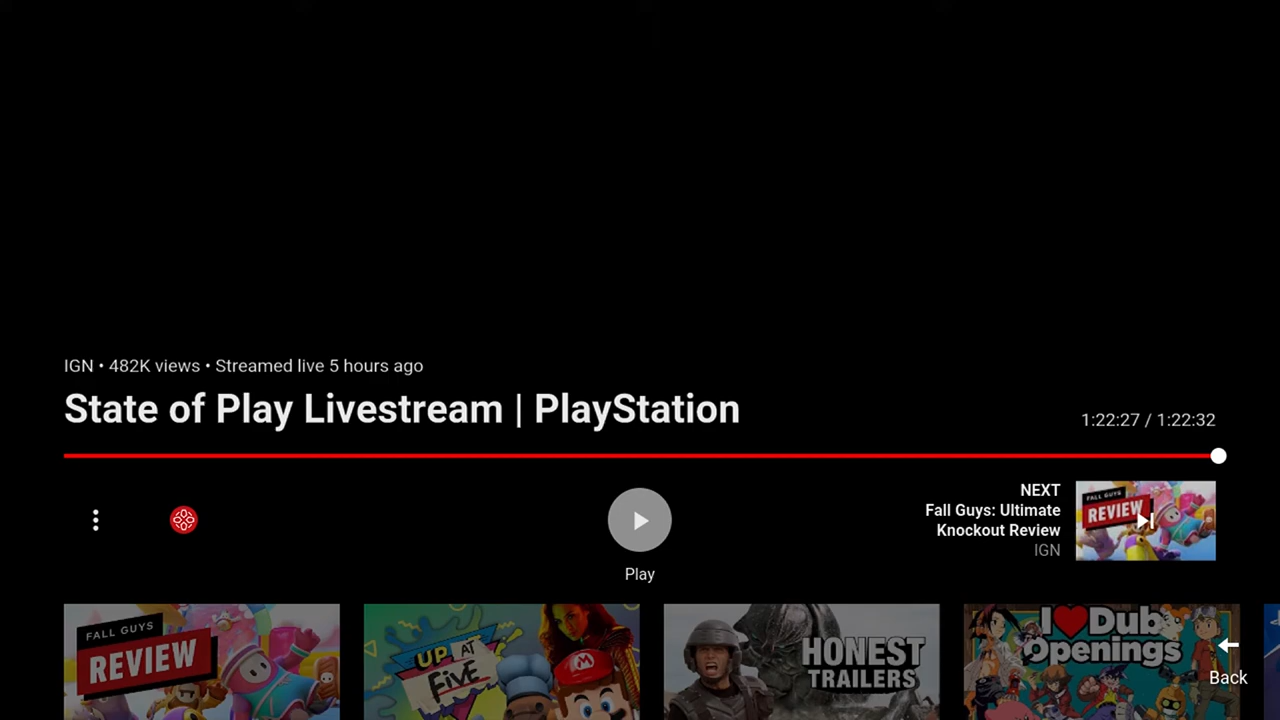 IGN • 482K views • Streamed live 5 hours ago
State of Play Livestream | PlayStation
1:22:27 / 1:22:32
NEXT
Fall Guys: Ultimate
Knockout Review
IGN
FALL GUYS
REVIEW
Play
FALL GUYS
REVIEW
UP AT
FIVE
M
HONEST
TRAILERS
I❤Dub
Openings
Back